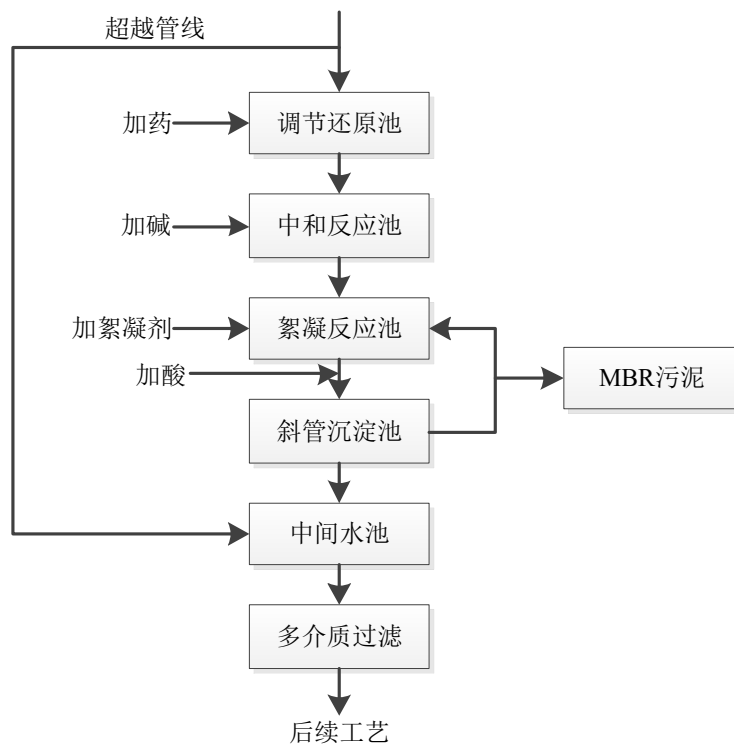 超越管线
加药
调节还原池
加碱
中和反应池
加絮凝剂
絮凝反应池
加酸
MBR污泥
斜管沉淀池
中间水池
多介质过滤
后续工艺